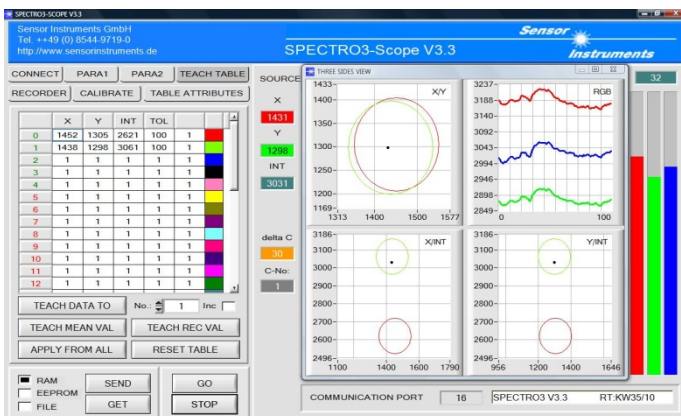 SPECTRO3-SCOPE V3.3
Sensor Instruments GmbH
Tel. ++49 (0) 8544-9719-0
http://www.sensorinstruments.de
SPECTRO3-Scope V3.3
Sensor
Instruments
CONNECT PARA1 PARA2 TEACH TABLE
RECORDER CALIBRATE TABLE ATTRIBUTES
X Y INT TOL
0 1452 1305 2621 100 1
1 1438 1298 3061 100 1
2 1 1 1 1 1
3 1 1 1 1 1
4 1 1 1 1 1
5 1 1 1 1 1
6 1 1 1 1 1
7 1 1 1 1 1
8 1 1 1 1 1
9 1 1 1 1 1
10 1 1 1 1 1
11 1 1 1 1 1
12 1 1 1 1 1
TEACH DATA TO No.: 1 Inc
TEACH MEAN VAL TEACH REC VAL
APPLY FROM ALL RESET TABLE
RAM
EEPROM
FILE
SEND GO
GET STOP
SOURCE
X
1431
Y
1298
INT
3031
delta C
30
C-No:
1
THREE SIDES VIEW
X/Y
1433
1400
1350
1300
1250
1200
1169
1313 1400 1500 1577
RGB
3237
3188
3140
3092
3043
2994
2946
2898
2849
0 100
X/INT
3186
3100
3000
2900
2800
2700
2600
2496
1100 1400 1600 1790
Y/INT
3186
3100
3000
2900
2800
2700
2600
2496
956 1200 1400 1646
32
COMMUNICATION PORT 16 SPECTRO3 V3.3 RT:KW35/10